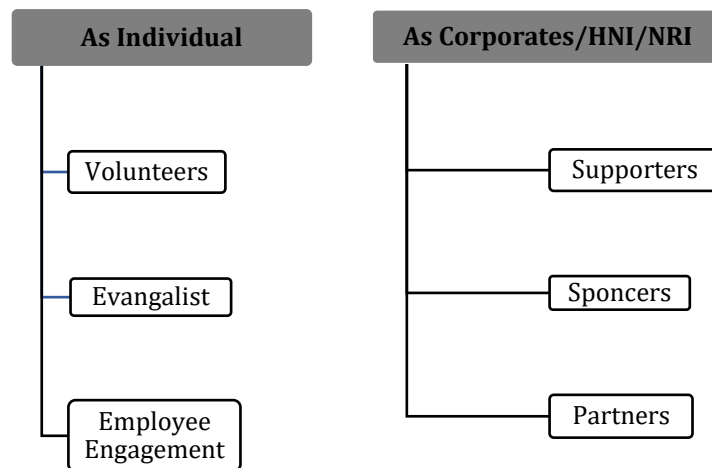 As Individual
Volunteers
Evangalist
Employee
Engagement
As Corporates/HNI/NRI
Supporters
Sponcers
Partners